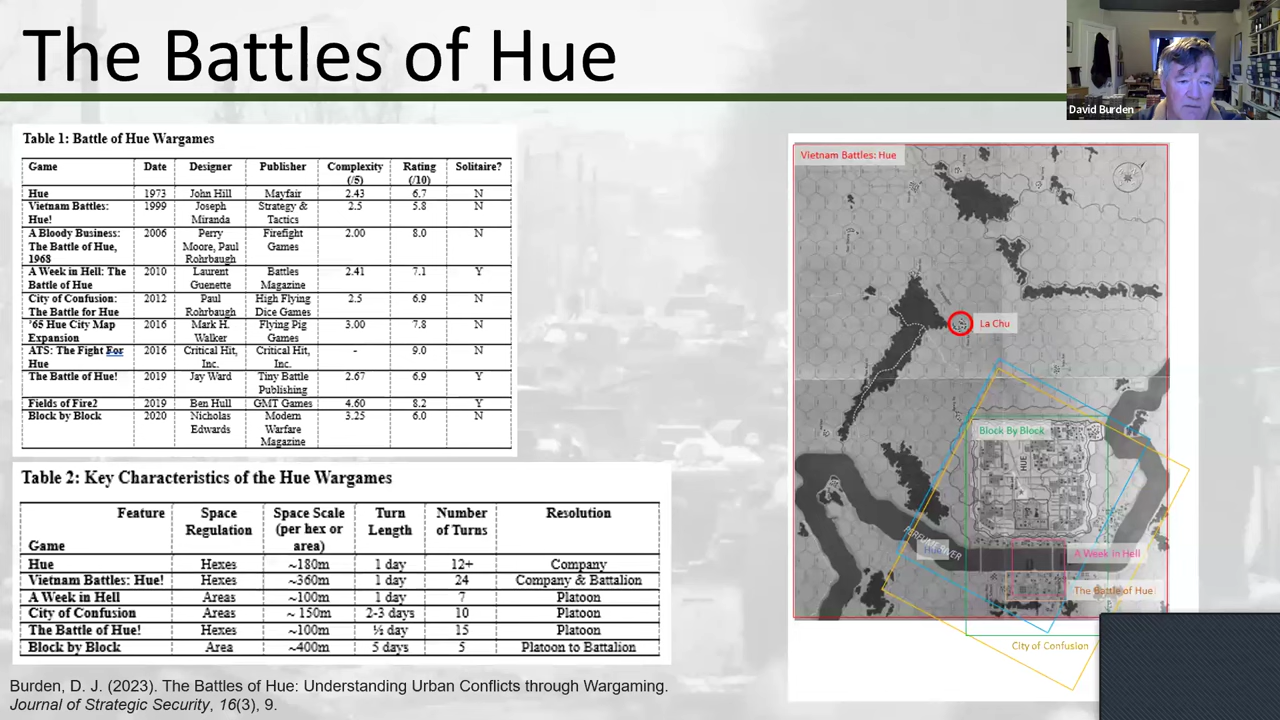 The Battles of Hue
David Burden
Table 1: Battle of Hue Wargames
Game Date Designer Publisher Complexity (/5) Rating (/10) Solitaire?
Hue 1973 John Hill Mayfair 2.43 6.7 N
Vietnam Battles: Hue! 1999 Joseph Miranda Strategy & Tactics 2.5 5.8 N
A Bloody Business: The Battle of Hue, 1968 2006 Perry Moore, Paul Rohrbaugh Firefight Games 2.00 8.0 N
A Week in Hell: The Battle of Hue 2010 Laurent Guenette Battles Magazine 2.41 7.1 Y
City of Confusion: The Battle for Hue 2012 Paul Rohrbaugh High Flying Dice Games 2.5 6.9 N
'65 Hue City Map Expansion 2016 Mark H. Walker Flying Pig Games 3.00 7.8 N
ATS: The Fight For Hue 2016 Critical Hit, Inc. Critical Hit, Inc. - 9.0 N
The Battle of Hue! 2019 Jay Ward Tiny Battle Publishing 2.67 6.9 Y
Fields of Fire2 2019 Ben Hull GMT Games 4.60 8.2 Y
Block by Block 2020 Nicholas Edwards Modern Warfare Magazine 3.25 6.0 N
Table 2: Key Characteristics of the Hue Wargames
Feature Game Space Regulation Space Scale (per hex or area) Turn Length Number of Turns Resolution
Hue Hexes ~180m 1 day 12+ Company
Vietnam Battles: Hue! Hexes ~360m 1 day 24 Company & Battalion
A Week in Hell Areas ~100m 1 day 7 Platoon
City of Confusion Areas ~ 150m 2-3 days 10 Platoon
The Battle of Hue! Hexes ~100m ½ day 15 Platoon
Block by Block Area ~400m 5 days 5 Platoon to Battalion
Burden, D. J. (2023). The Battles of Hue: Understanding Urban Conflicts through Wargaming.
Journal of Strategic Security, 16(3), 9.
Vietnam Battles: Hue
La Chu
Block By Block
HUE
PERFUME RIVER
Hue
A Week in Hell
The Battle of Hue
City of Confusion